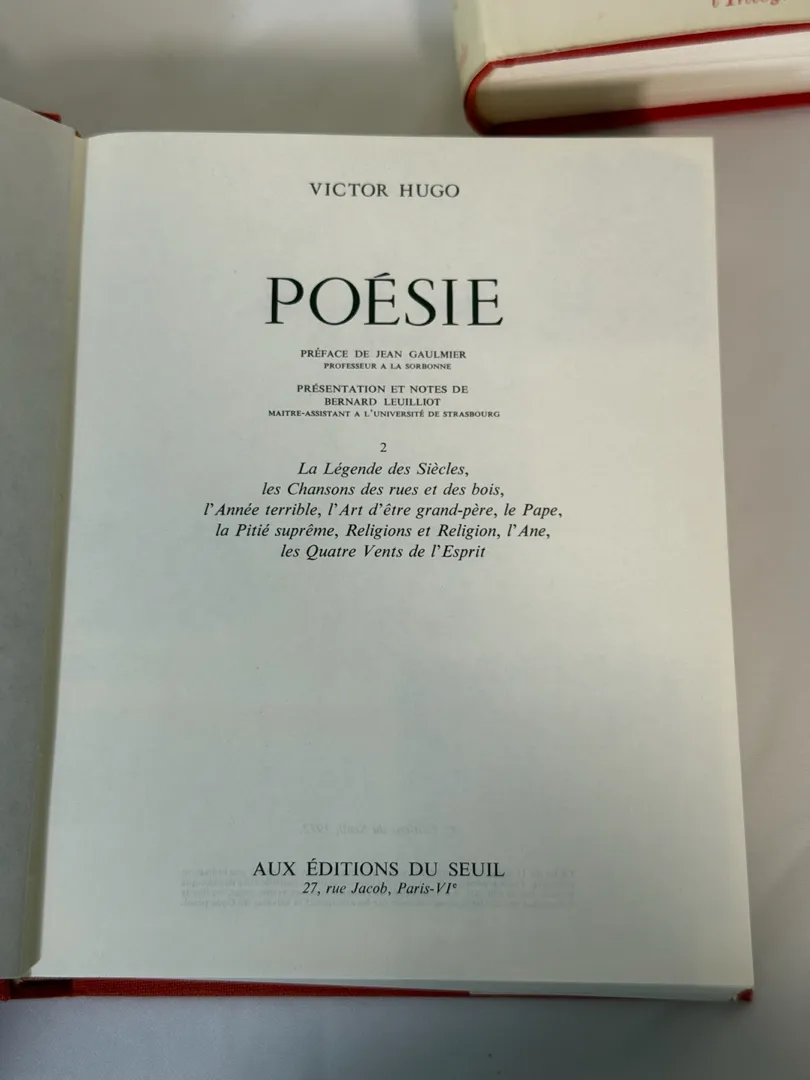 VICTOR HUGO
POÉSIE
PRÉFACE DE JEAN GAULMIER
PROFESSEUR A LA SORBONNE
PRÉSENTATION ET NOTES DE
BERNARD LEUILLIOT
MAITRE-ASSISTANT A L'UNIVERSITÉ DE STRASBOURG
2
La Légende des Siècles,
les Chansons des rues et des bois,
l'Année terrible, l'Art d'être grand-père, le Pape,
la Pitié suprême, Religions et Religion, l'Ane,
les Quatre Vents de l'Esprit
AUX ÉDITIONS DU SEUIL
27, rue Jacob, Paris-VIe